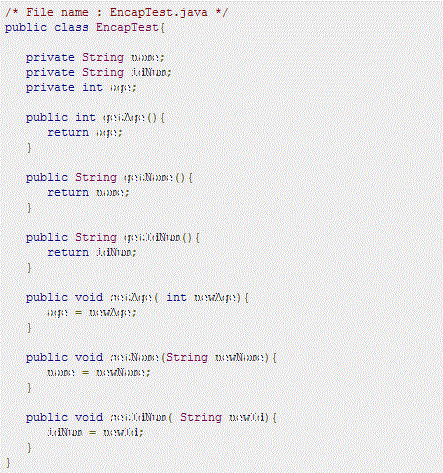 /* File name : EncapTest.java */
public class EncapTest{
private String name;
private String idNum;
private int age;
public int getAge(){
return age;
}
public String getName(){
return name;
}
public String getIdNum(){
return idNum;
}
public void setAge( int newAge){
age = newAge;
}
public void setName(String newName){
name = newName;
}
public void setIdNum( String newId){
idNum = newId;
}
}